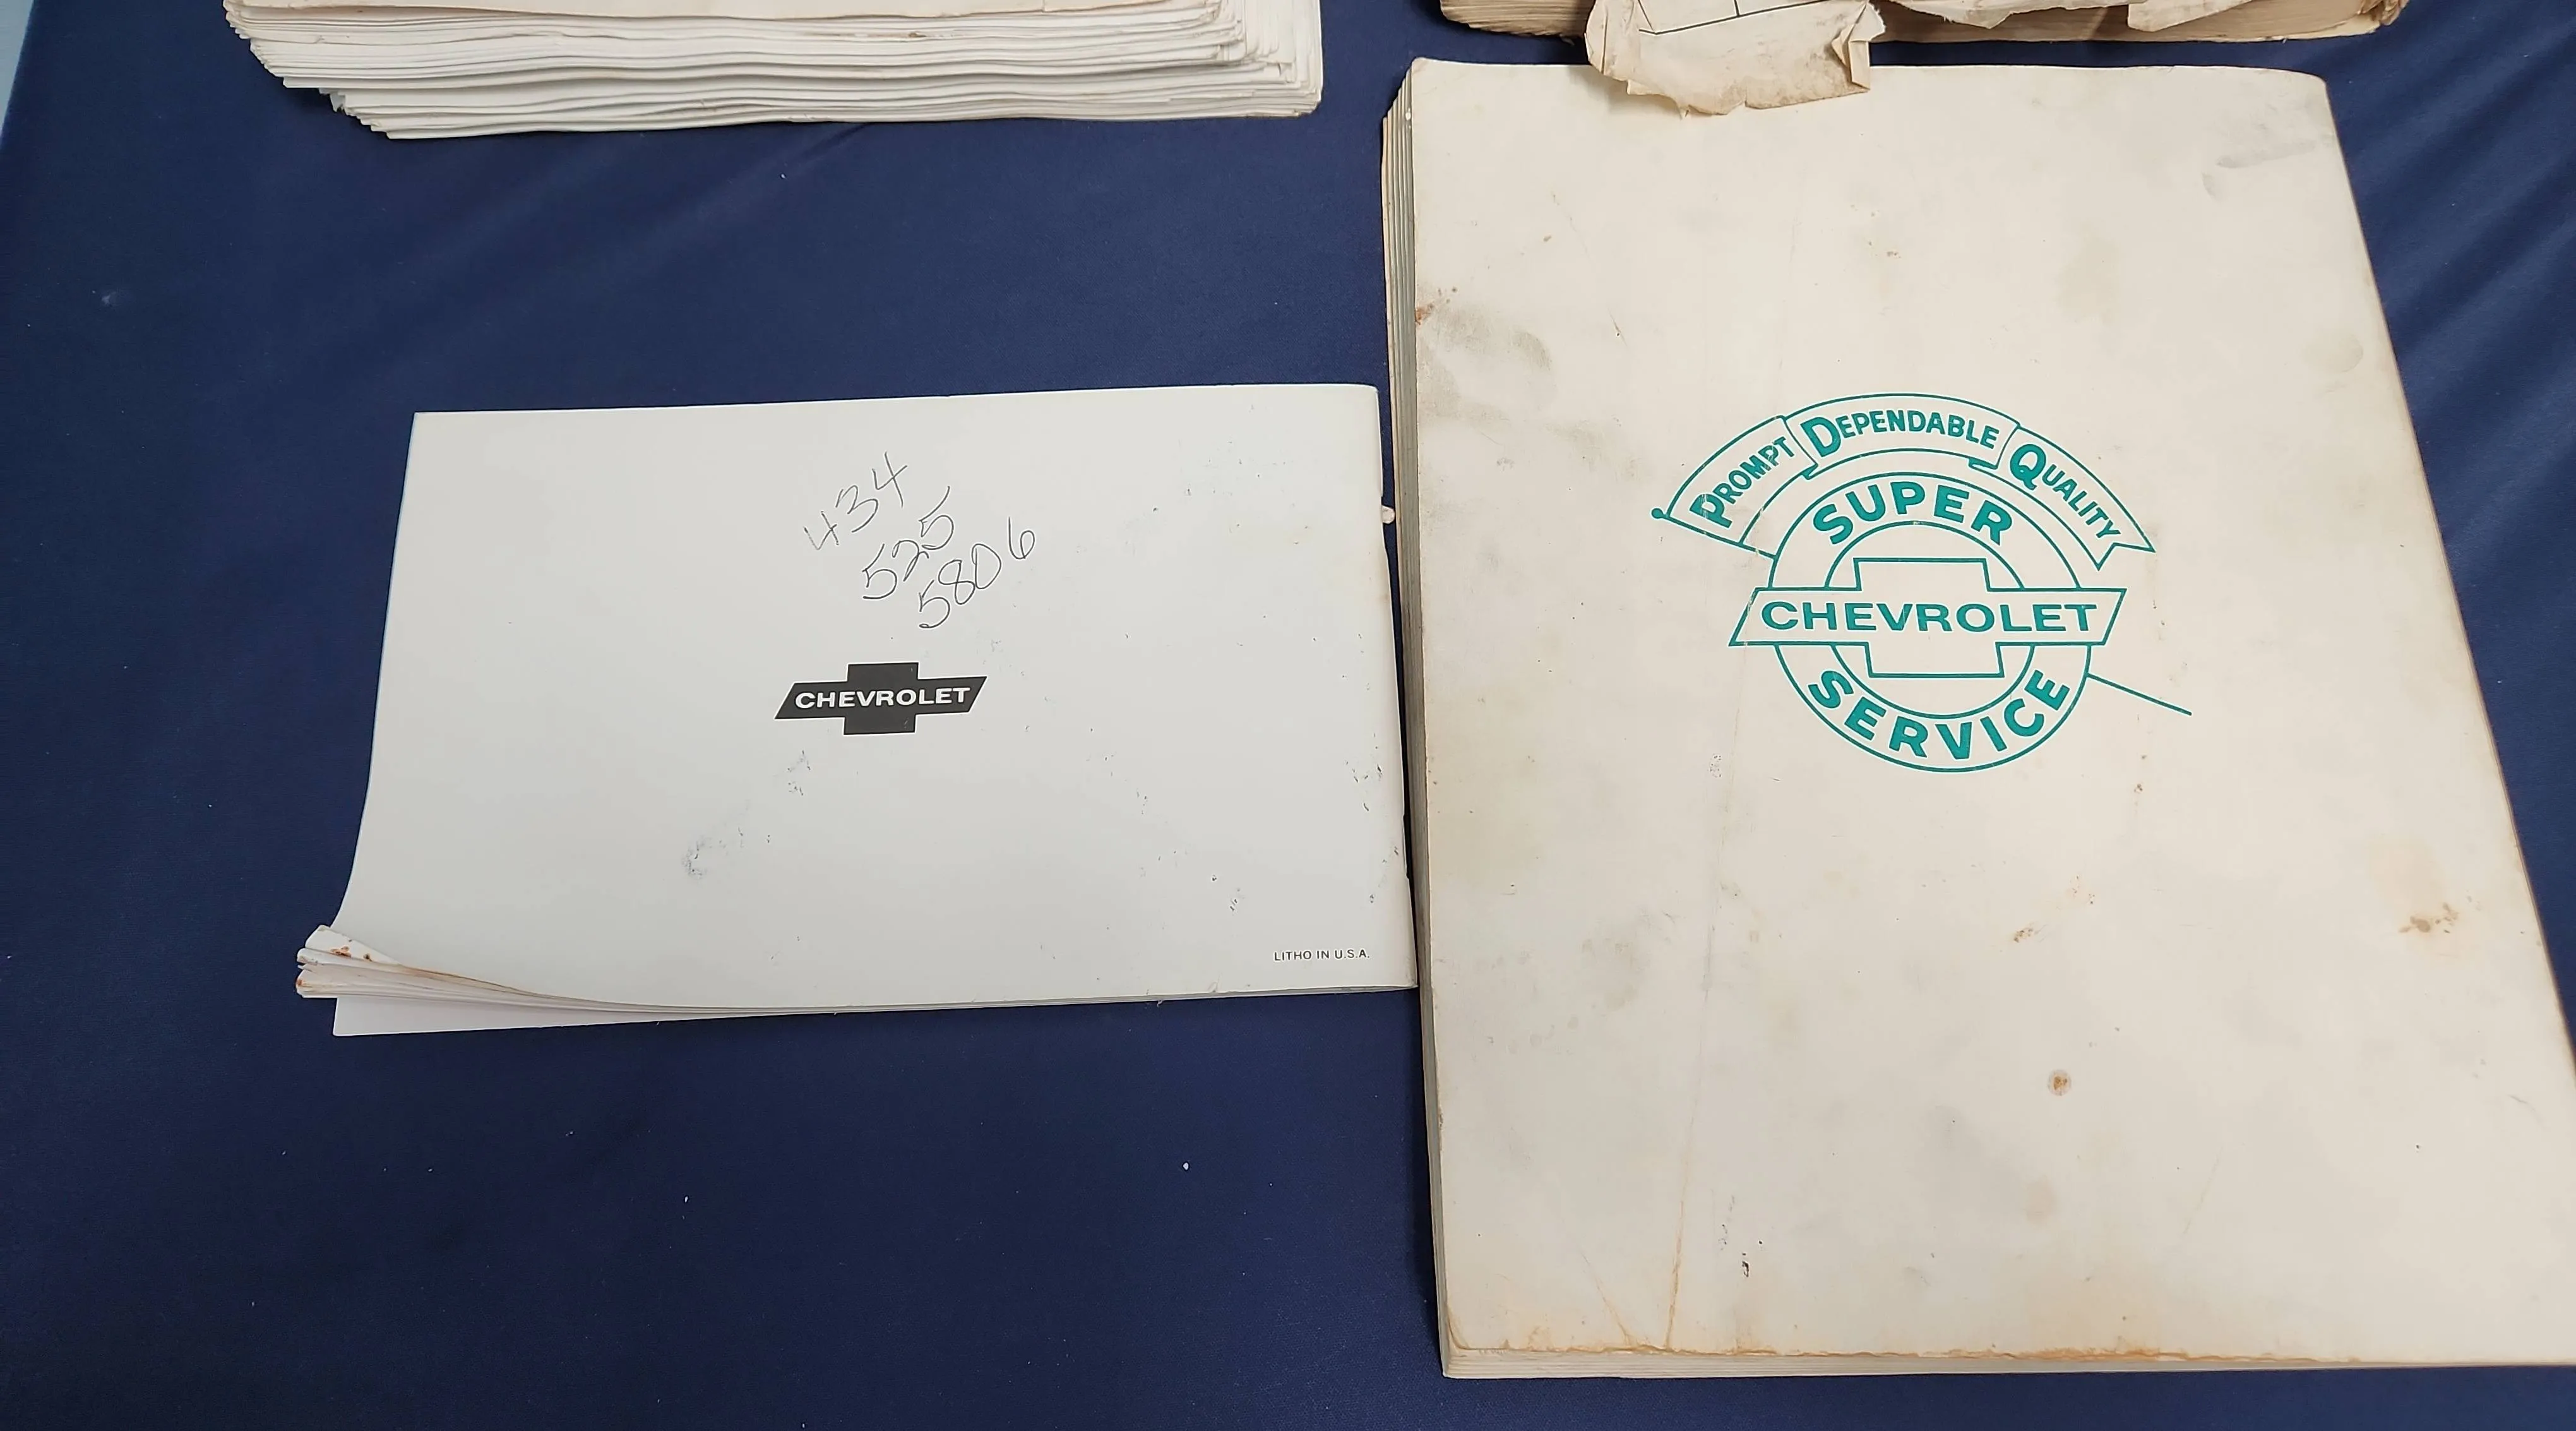 434
525
5806
CHEVROLET
LITHO IN U.S.A.
PROMPT DEPENDABLE QUALITY
SUPER
CHEVROLET
SERVICE